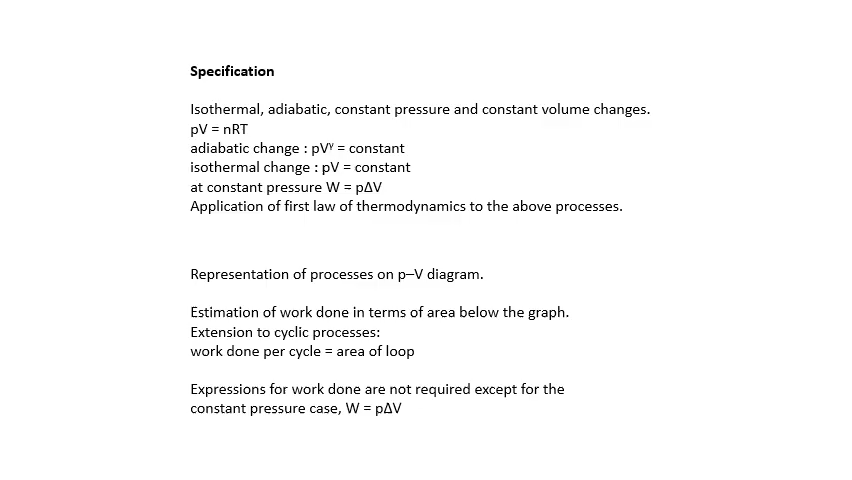 Specification
Isothermal, adiabatic, constant pressure and constant volume changes.
pV = nRT
adiabatic change : pVᵞ = constant
isothermal change : pV = constant
at constant pressure W = pΔV
Application of first law of thermodynamics to the above processes.
Representation of processes on p–V diagram.
Estimation of work done in terms of area below the graph.
Extension to cyclic processes:
work done per cycle = area of loop
Expressions for work done are not required except for the
constant pressure case, W = pΔV